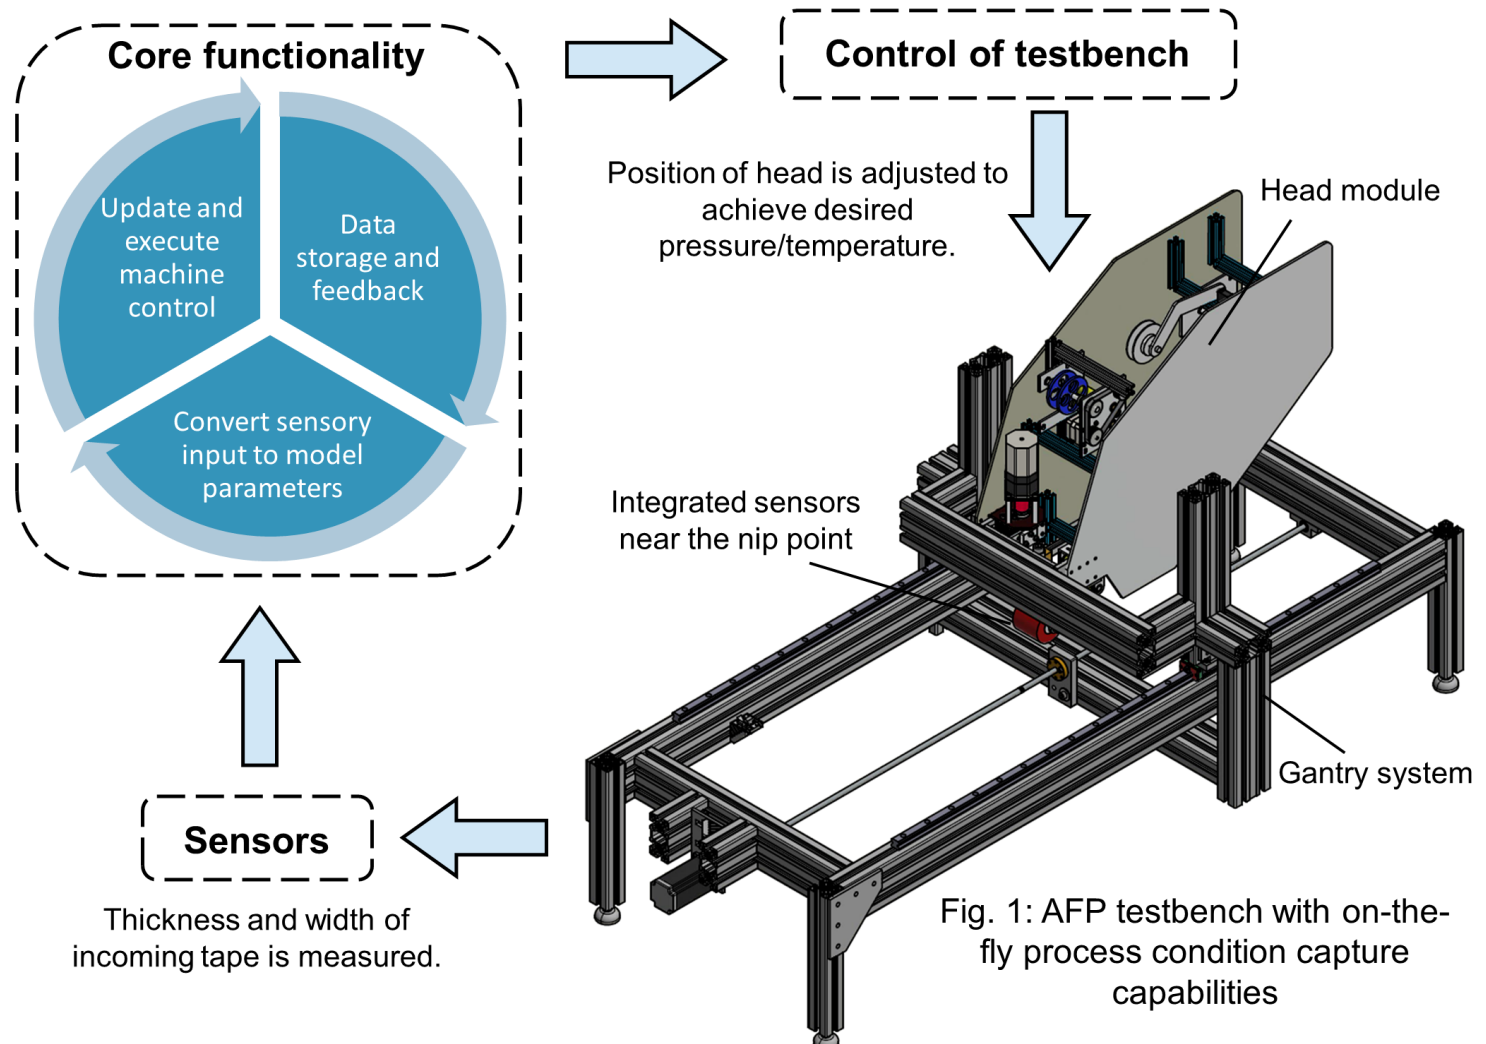 Core functionality
Update and
execute
machine
control
Data
storage and
feedback
Convert sensory
input to model
parameters
Control of testbench
Position of head is adjusted to
achieve desired
pressure/temperature.
Head module
Integrated sensors
near the nip point
Gantry system
Sensors
Thickness and width of
incoming tape is measured.
Fig. 1: AFP testbench with on-the-
fly process condition capture
capabilities